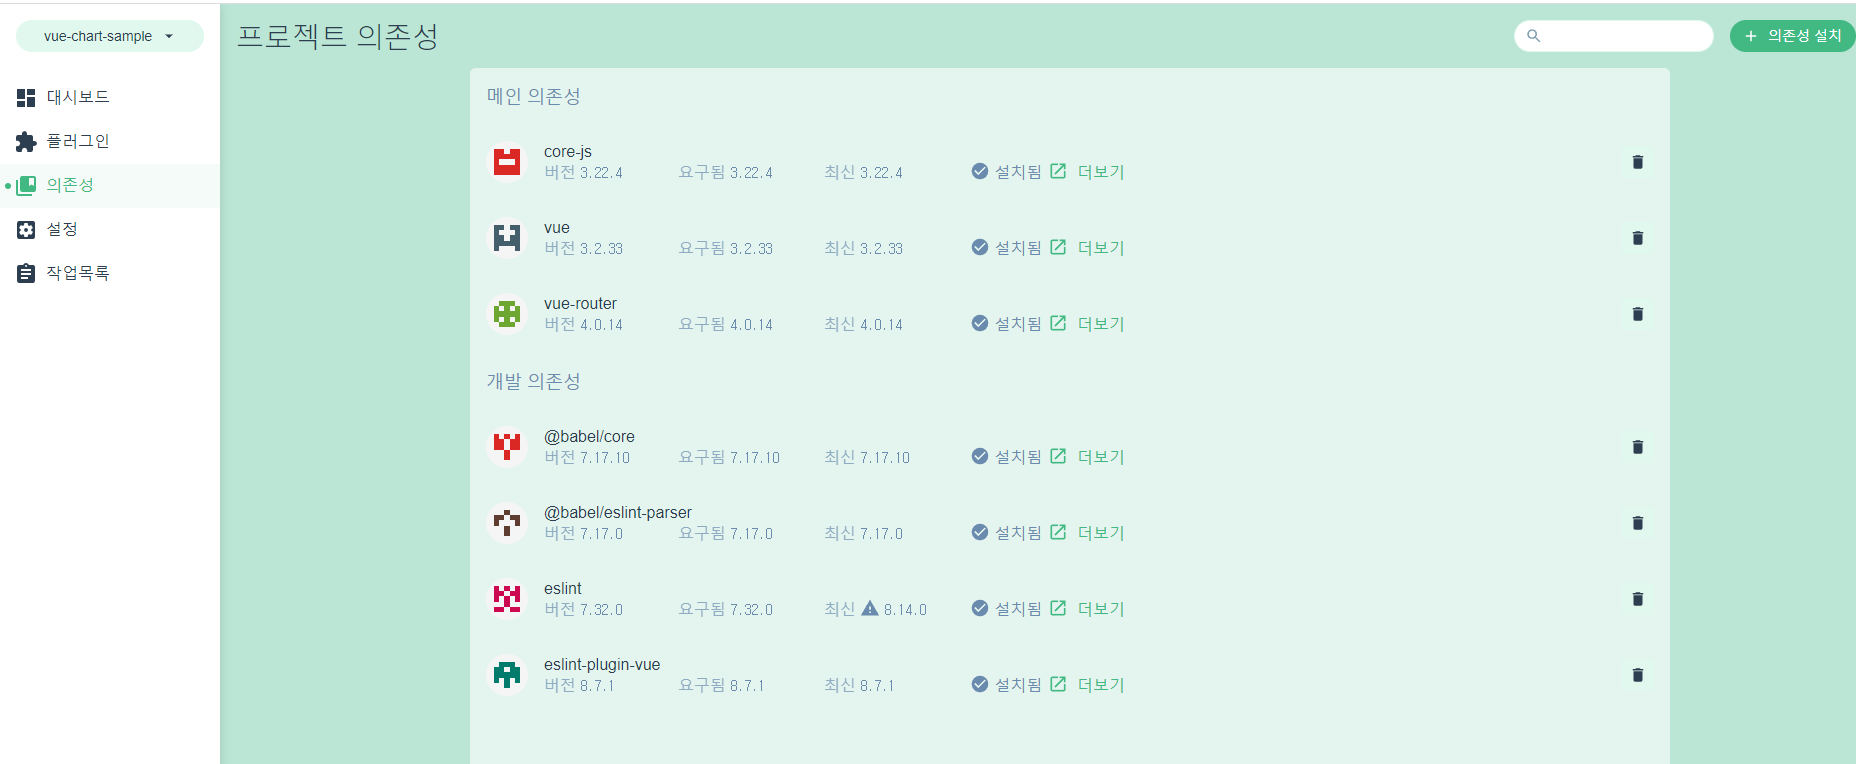 vue-chart-sample
프로젝트 의존성
의존성 설치
대시보드
플러그인
의존성
설정
작업목록
메인 의존성
core-js
버전 3.22.4 요구됨 3.22.4 최신 3.22.4 설치됨 더보기
vue
버전 3.2.33 요구됨 3.2.33 최신 3.2.33 설치됨 더보기
vue-router
버전 4.0.14 요구됨 4.0.14 최신 4.0.14 설치됨 더보기
개발 의존성
@babel/core
버전 7.17.10 요구됨 7.17.10 최신 7.17.10 설치됨 더보기
@babel/eslint-parser
버전 7.17.0 요구됨 7.17.0 최신 7.17.0 설치됨 더보기
eslint
버전 7.32.0 요구됨 7.32.0 최신 8.14.0 설치됨 더보기
eslint-plugin-vue
버전 8.7.1 요구됨 8.7.1 최신 8.7.1 설치됨 더보기